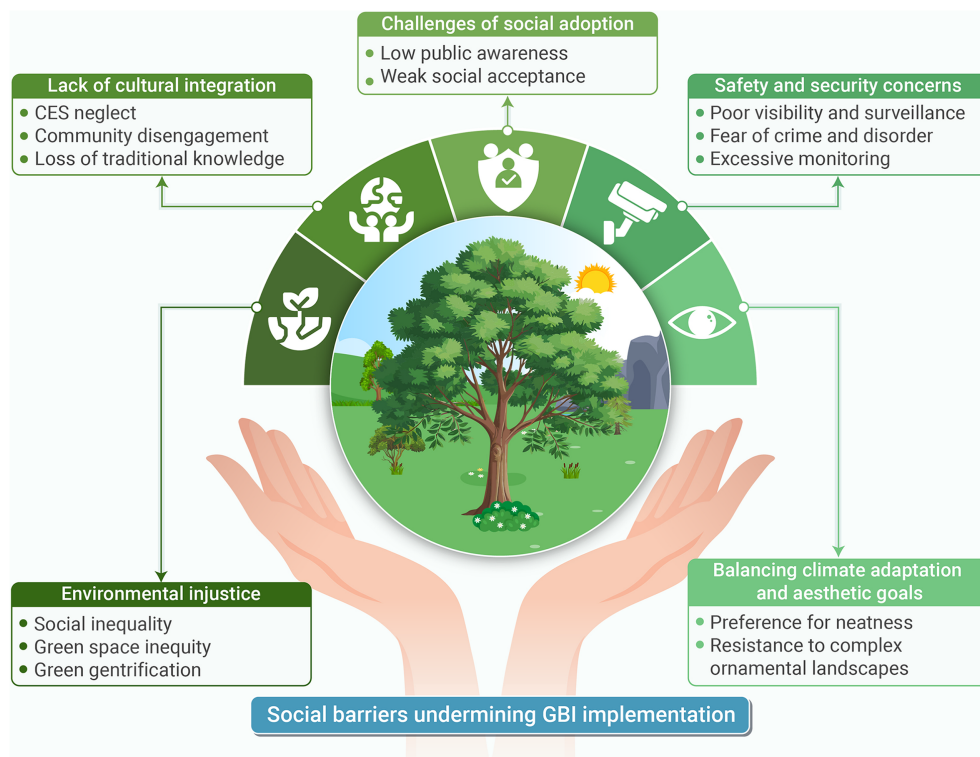 Challenges of social adoption
Low public awareness
Weak social acceptance
Lack of cultural integration
CES neglect
Community disengagement
Loss of traditional knowledge
Safety and security concerns
Poor visibility and surveillance
Fear of crime and disorder
Excessive monitoring
Environmental injustice
Social inequality
Green space inequity
Green gentrification
Balancing climate adaptation
and aesthetic goals
Preference for neatness
Resistance to complex
ornamental landscapes
Social barriers undermining GBI implementation